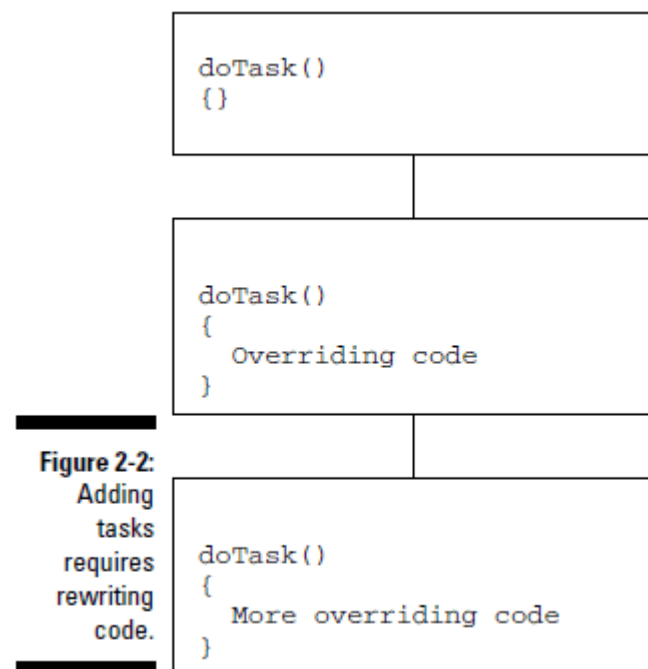 doTask()
{}
doTask()
{
Overriding code
}
Figure 2-2:
Adding
tasks
requires
rewriting
code.
doTask()
{
More overriding code
}